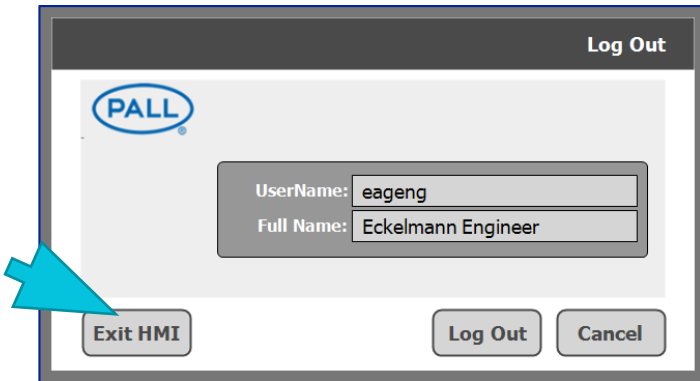 Log Out
PALL
®
UserName: eageng
Full Name: Eckelmann Engineer
Exit HMI Log Out Cancel